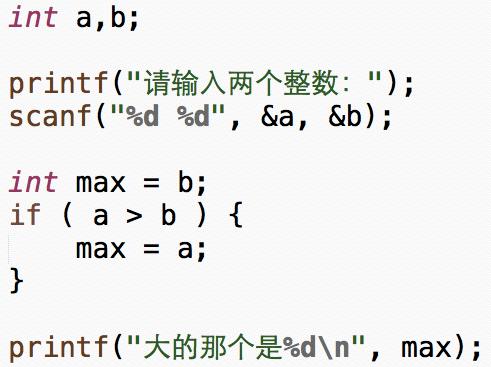 int a,b;
printf("请输入两个整数：");
scanf("%d %d", &a, &b);
int max = b;
if ( a > b ) {
max = a;
}
printf("大的那个是%d\n", max);